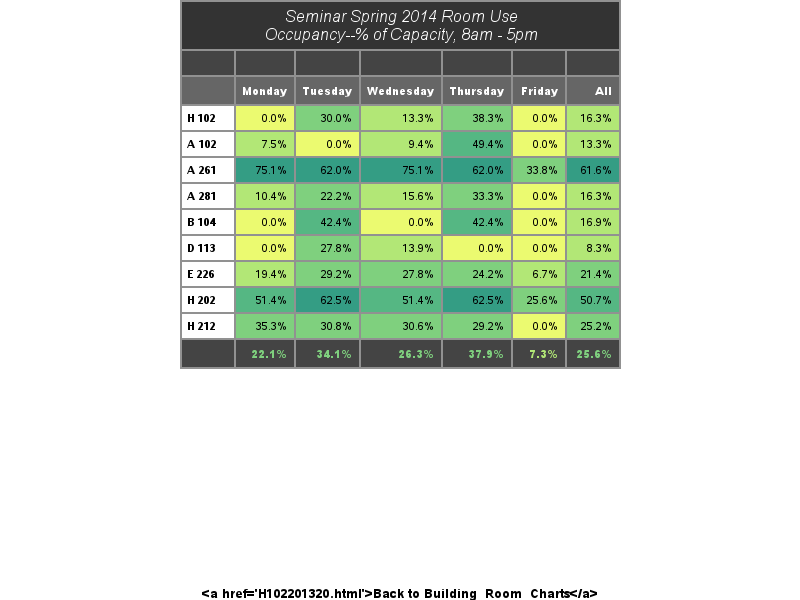 Seminar Spring 2014 Room Use
Occupancy--% of Capacity, 8am - 5pm
Monday Tuesday Wednesday Thursday Friday All
H 102 0.0% 30.0% 13.3% 38.3% 0.0% 16.3%
A 102 7.5% 0.0% 9.4% 49.4% 0.0% 13.3%
A 261 75.1% 62.0% 75.1% 62.0% 33.8% 61.6%
A 281 10.4% 22.2% 15.6% 33.3% 0.0% 16.3%
B 104 0.0% 42.4% 0.0% 42.4% 0.0% 16.9%
D 113 0.0% 27.8% 13.9% 0.0% 0.0% 8.3%
E 226 19.4% 29.2% 27.8% 24.2% 6.7% 21.4%
H 202 51.4% 62.5% 51.4% 62.5% 25.6% 50.7%
H 212 35.3% 30.8% 30.6% 29.2% 0.0% 25.2%
22.1% 34.1% 26.3% 37.9% 7.3% 25.6%
<a href='H102201320.html'>Back to Building_Room_Charts</a>